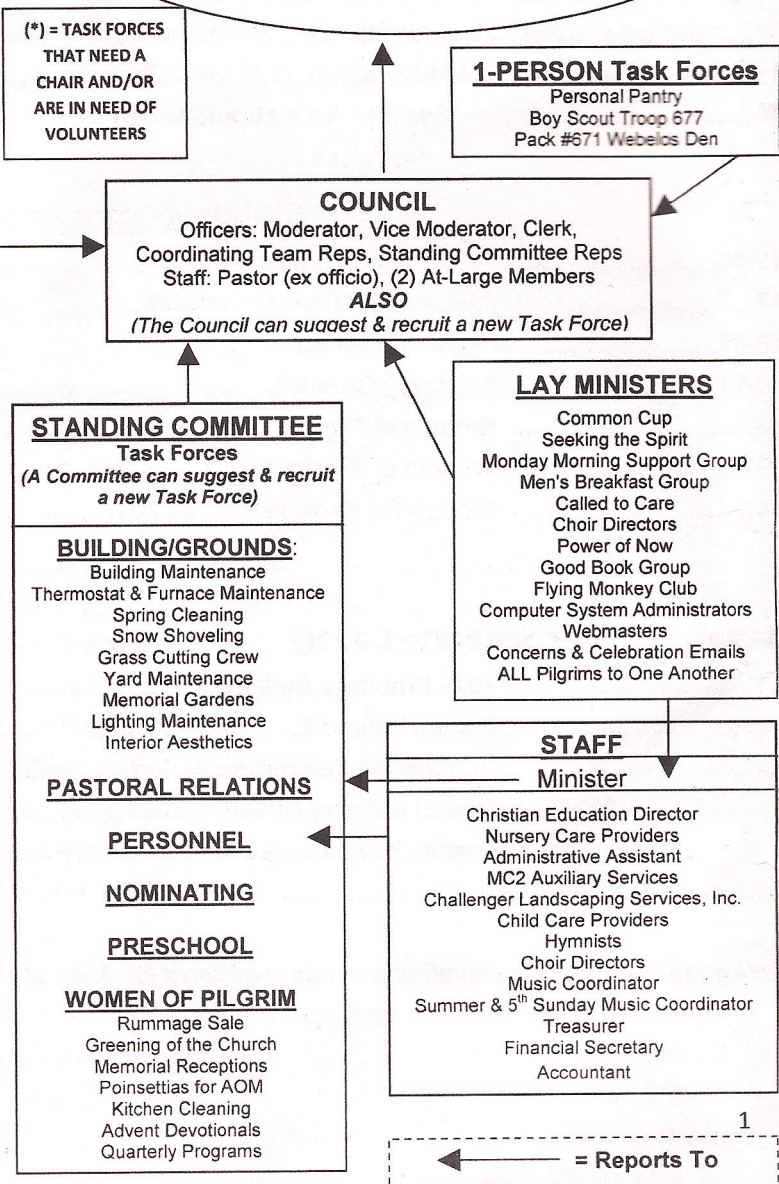 (*) = TASK FORCES
THAT NEED A
CHAIR AND/OR
ARE IN NEED OF
VOLUNTEERS
1-PERSON Task Forces
Personal Pantry
Boy Scout Troop 677
Pack #671 Webelos Den
COUNCIL
Officers: Moderator, Vice Moderator, Clerk,
Coordinating Team Reps, Standing Committee Reps
Staff: Pastor (ex officio), (2) At-Large Members
ALSO
(The Council can suggest & recruit a new Task Force)
STANDING COMMITTEE
Task Forces
(A Committee can suggest & recruit
a new Task Force)
BUILDING/GROUNDS:
Building Maintenance
Thermostat & Furnace Maintenance
Spring Cleaning
Snow Shoveling
Grass Cutting Crew
Yard Maintenance
Memorial Gardens
Lighting Maintenance
Interior Aesthetics
PASTORAL RELATIONS
PERSONNEL
NOMINATING
PRESCHOOL
WOMEN OF PILGRIM
Rummage Sale
Greening of the Church
Memorial Receptions
Poinsettias for AOM
Kitchen Cleaning
Advent Devotionals
Quarterly Programs
LAY MINISTERS
Common Cup
Seeking the Spirit
Monday Morning Support Group
Men's Breakfast Group
Called to Care
Choir Directors
Power of Now
Good Book Group
Flying Monkey Club
Computer System Administrators
Webmasters
Concerns & Celebration Emails
ALL Pilgrims to One Another
STAFF
Minister
Christian Education Director
Nursery Care Providers
Administrative Assistant
MC2 Auxiliary Services
Challenger Landscaping Services, Inc.
Child Care Providers
Hymnists
Choir Directors
Music Coordinator
Summer & 5th Sunday Music Coordinator
Treasurer
Financial Secretary
Accountant
1
= Reports To